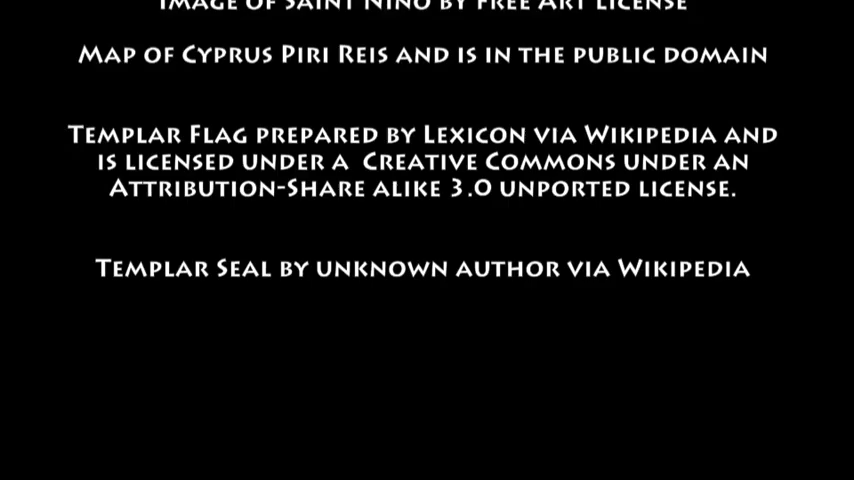 Image of Saint Nino by Free Art License
Map of Cyprus Piri Reis and is in the public domain
Templar Flag prepared by Lexicon via Wikipedia and
is licensed under a Creative Commons under an
Attribution-Share alike 3.0 unported license.
Templar Seal by unknown author via Wikipedia